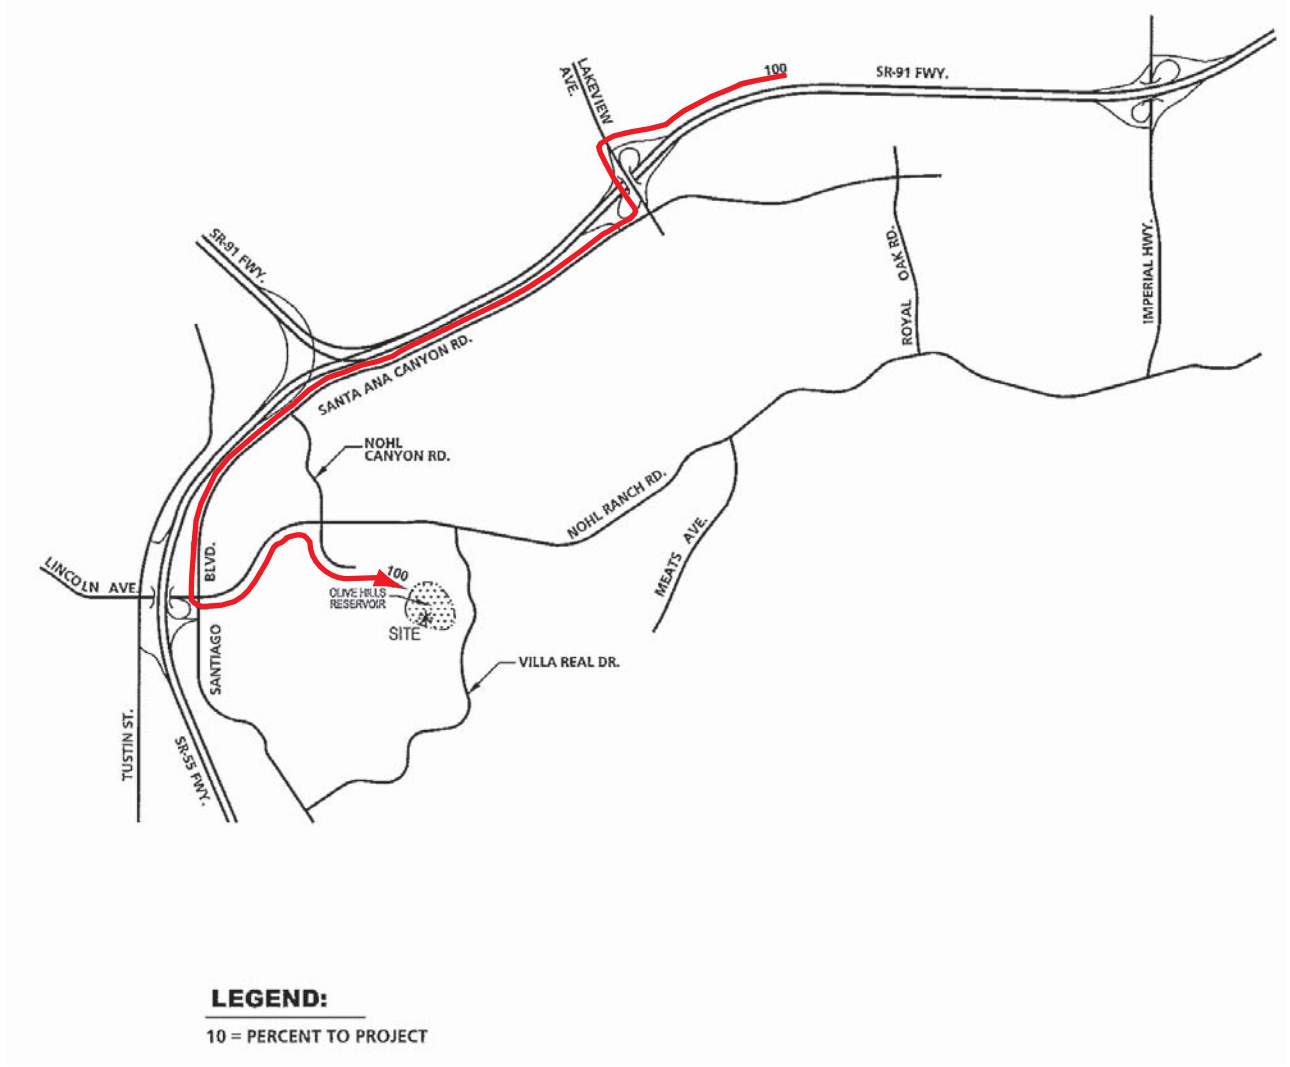 LAKEVIEW
AVE.
100
SR-91 FWY.
SR-91 FWY.
ROYAL OAK RD.
IMPERIAL HWY.
SANTA ANA CANYON RD.
NOHL
CANYON RD.
NOHL RANCH RD.
MEATS AVE.
LINCOLN AVE.
SANTIAGO BLVD.
100
OLIVE HILLS
RESERVOIR
SITE
VILLA REAL DR.
TUSTIN ST.
SR-55 FWY.
LEGEND:
10 = PERCENT TO PROJECT